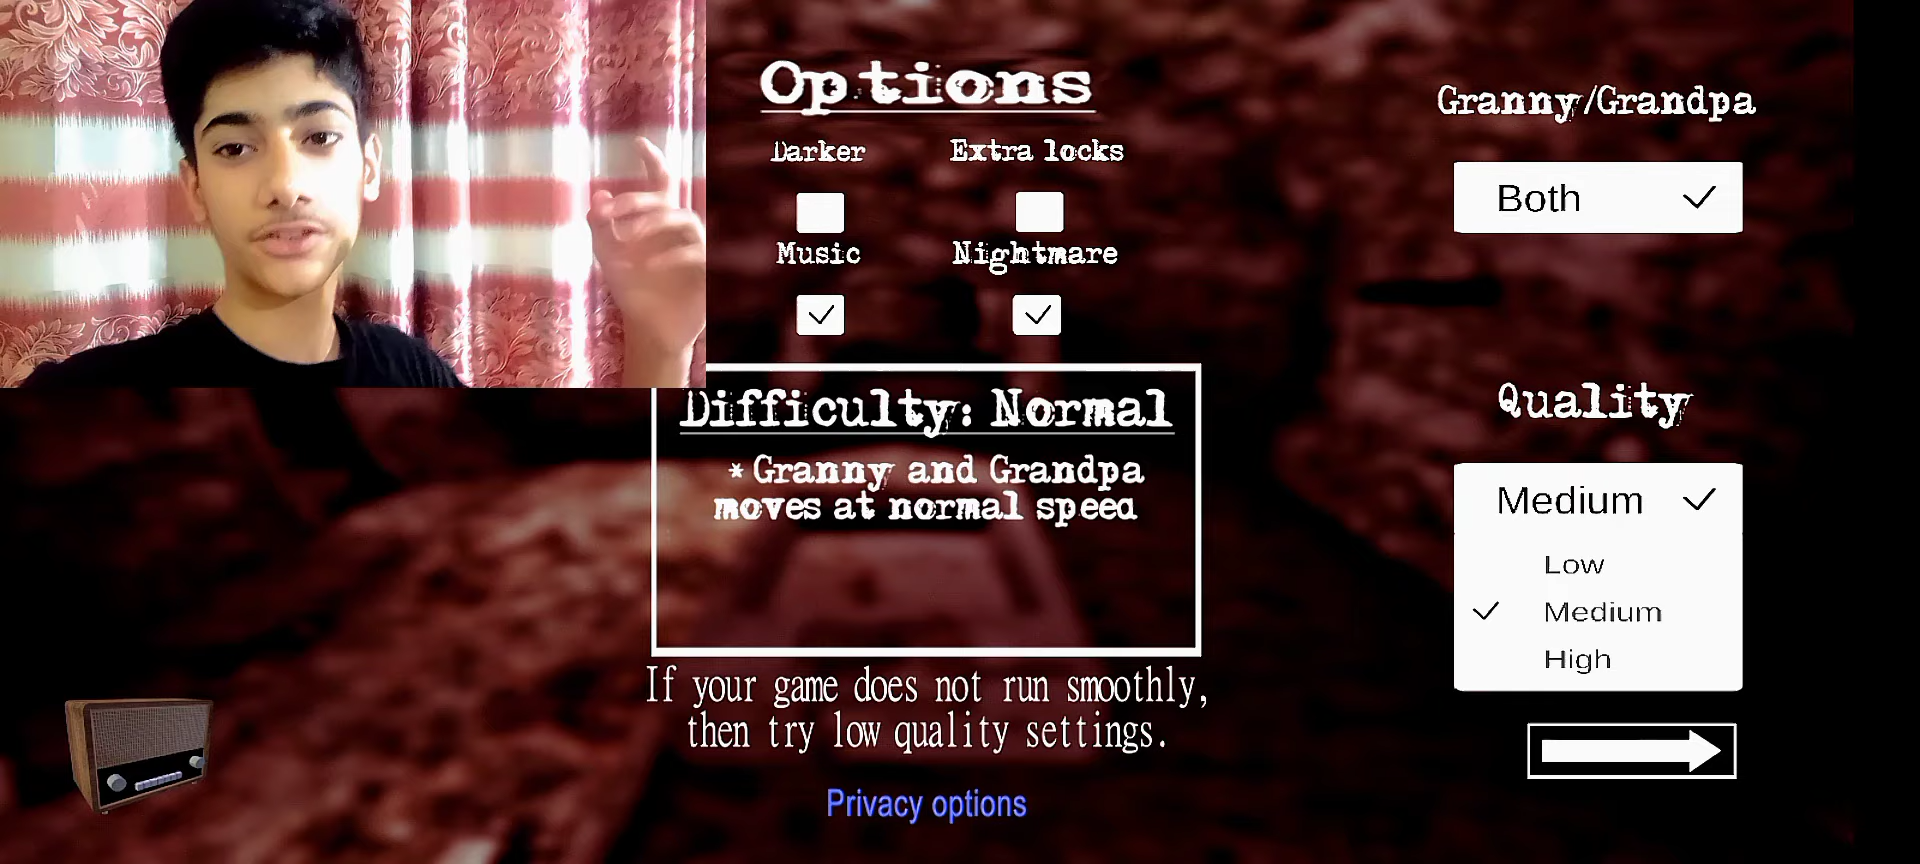 Options
Darker
Extra locks
Music
Nightmare
Difficulty: Normal
* Granny and Grandpa
moves at normal speed
If your game does not run smoothly,
then try low quality settings.
Privacy options
Granny/Grandpa
Both
Quality
Medium
Low
Medium
High